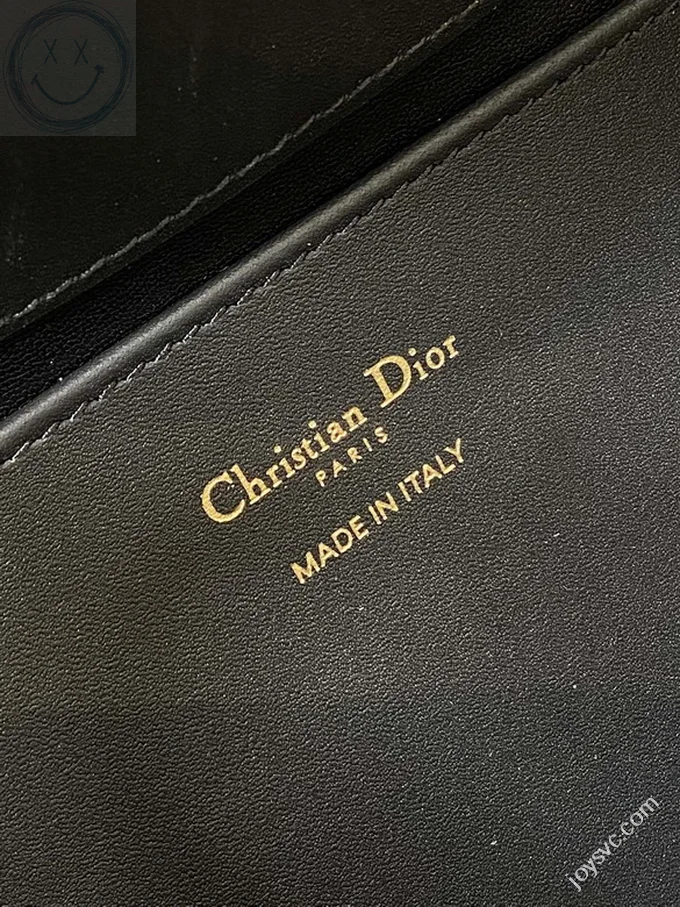 Christian Dior
PARIS
MADE IN ITALY
joysvc.com